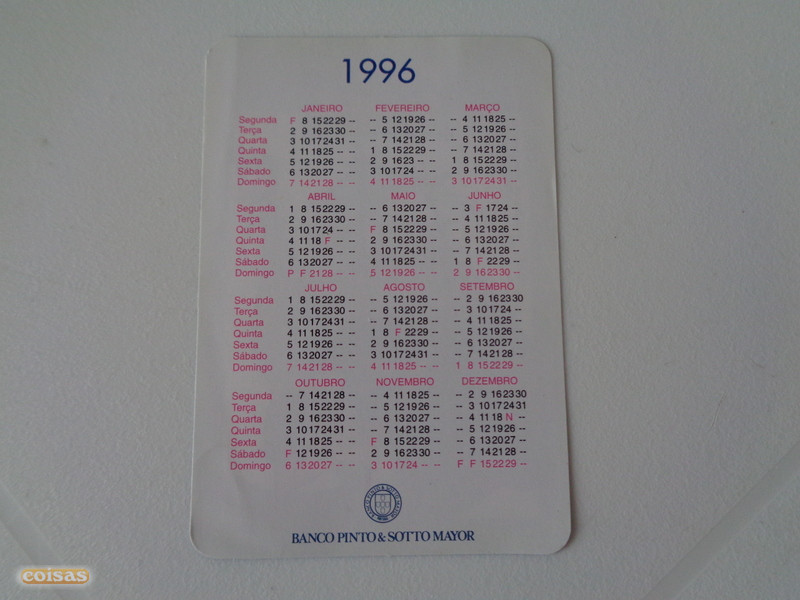 1996
JANEIRO FEVEREIRO MARÇO
Segunda F 8 15 22 29 -- -- 5 12 19 26 -- -- 4 11 18 25 --
Terça 2 9 16 23 30 -- -- 6 13 20 27 -- -- 5 12 19 26 --
Quarta 3 10 17 24 31 -- -- 7 14 21 28 -- -- 6 13 20 27 --
Quinta 4 11 18 25 -- -- 1 8 15 22 29 -- -- 7 14 21 28 --
Sexta 5 12 19 26 -- -- 2 9 16 23 -- -- 1 8 15 22 29 --
Sábado 6 13 20 27 -- -- 3 10 17 24 -- -- 2 9 16 23 30 --
Domingo 7 14 21 28 -- -- 4 11 18 25 -- -- 3 10 17 24 31 --
ABRIL MAIO JUNHO
Segunda 1 8 15 22 29 -- -- 6 13 20 27 -- -- 3 F 17 24 --
Terça 2 9 16 23 30 -- -- 7 14 21 28 -- -- 4 11 18 25 --
Quarta 3 10 17 24 -- -- F 8 15 22 29 -- -- 5 12 19 26 --
Quinta 4 11 18 F -- -- 2 9 16 23 30 -- -- 6 13 20 27 --
Sexta 5 12 19 26 -- -- 3 10 17 24 31 -- -- 7 14 21 28 --
Sábado 6 13 20 27 -- -- 4 11 18 25 -- -- 1 8 F 22 29 --
Domingo P F 21 28 -- -- 5 12 19 26 -- -- 2 9 16 23 30 --
JULHO AGOSTO SETEMBRO
Segunda 1 8 15 22 29 -- -- 5 12 19 26 -- -- 2 9 16 23 30
Terça 2 9 16 23 30 -- -- 6 13 20 27 -- -- 3 10 17 24 --
Quarta 3 10 17 24 31 -- -- 7 14 21 28 -- -- 4 11 18 25 --
Quinta 4 11 18 25 -- -- 1 8 F 22 29 -- -- 5 12 19 26 --
Sexta 5 12 19 26 -- -- 2 9 16 23 30 -- -- 6 13 20 27 --
Sábado 6 13 20 27 -- -- 3 10 17 24 31 -- -- 7 14 21 28 --
Domingo 7 14 21 28 -- -- 4 11 18 25 -- -- 1 8 15 22 29 --
OUTUBRO NOVEMBRO DEZEMBRO
Segunda -- 7 14 21 28 -- -- 4 11 18 25 -- -- 2 9 16 23 30
Terça 1 8 15 22 29 -- -- 5 12 19 26 -- -- 3 10 17 24 31
Quarta 2 9 16 23 30 -- -- 6 13 20 27 -- -- 4 11 18 N --
Quinta 3 10 17 24 31 -- -- 7 14 21 28 -- -- 5 12 19 26 --
Sexta 4 11 18 25 -- -- F 8 15 22 29 -- -- 6 13 20 27 --
Sábado F 12 19 26 -- -- 2 9 16 23 30 -- -- 7 14 21 28 --
Domingo 6 13 20 27 -- -- 3 10 17 24 -- -- F F 15 22 29 --
BANCO PINTO & SOTTO MAYOR
coisas